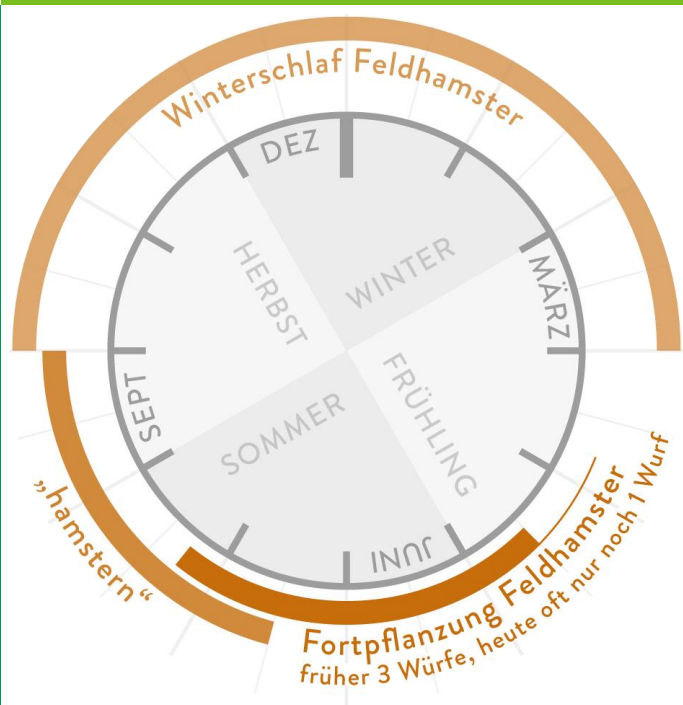 Winterschlaf Feldhamster
DEZ
MÄRZ
HERBST
WINTER
SEPT
SOMMER
FRÜHLING
JUNI
„hamstern“
Fortpflanzung Feldhamster
früher 3 Würfe, heute oft nur noch 1 Wurf